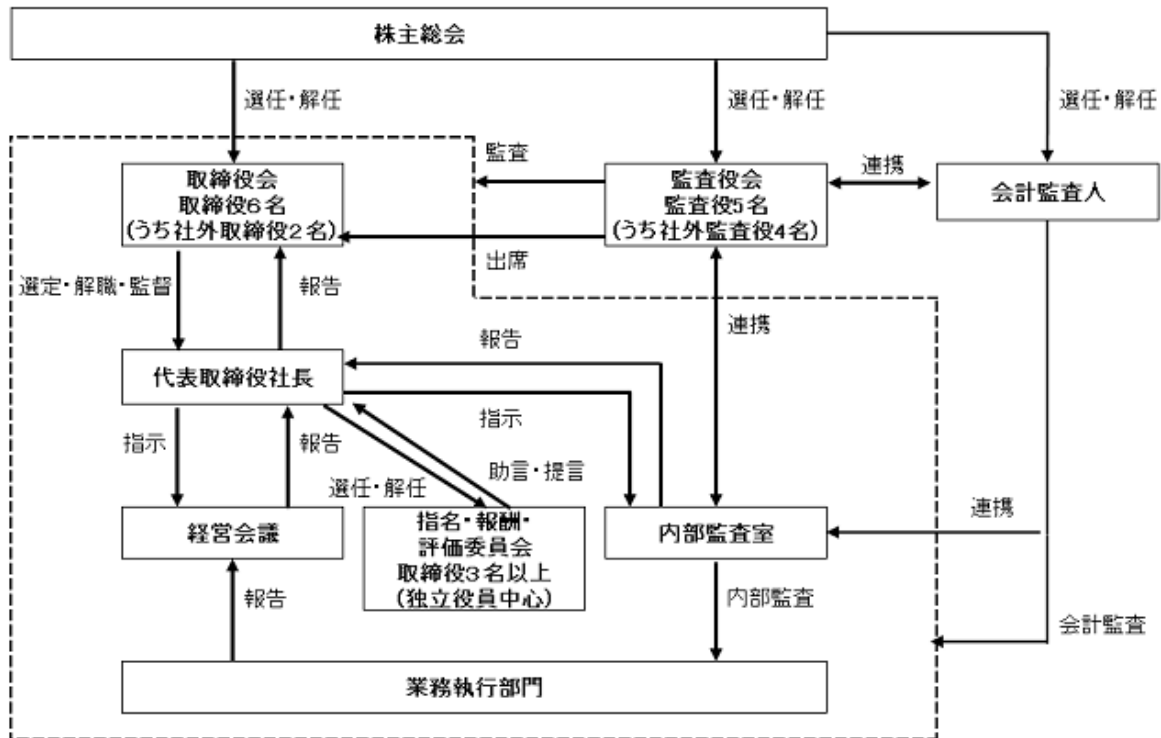 株主総会
選任・解任
選任・解任
選任・解任
監査
取締役会
取締役6名
(うち社外取締役2名)
監査役会
監査役5名
(うち社外監査役4名)
連携
会計監査人
出席
選定・解職・監督
報告
連携
報告
代表取締役社長
指示
指示
報告
助言・提言
選任・解任
経営会議
指名・報酬・
評価委員会
取締役3名以上
(独立役員中心)
内部監査室
連携
報告
内部監査
会計監査
業務執行部門